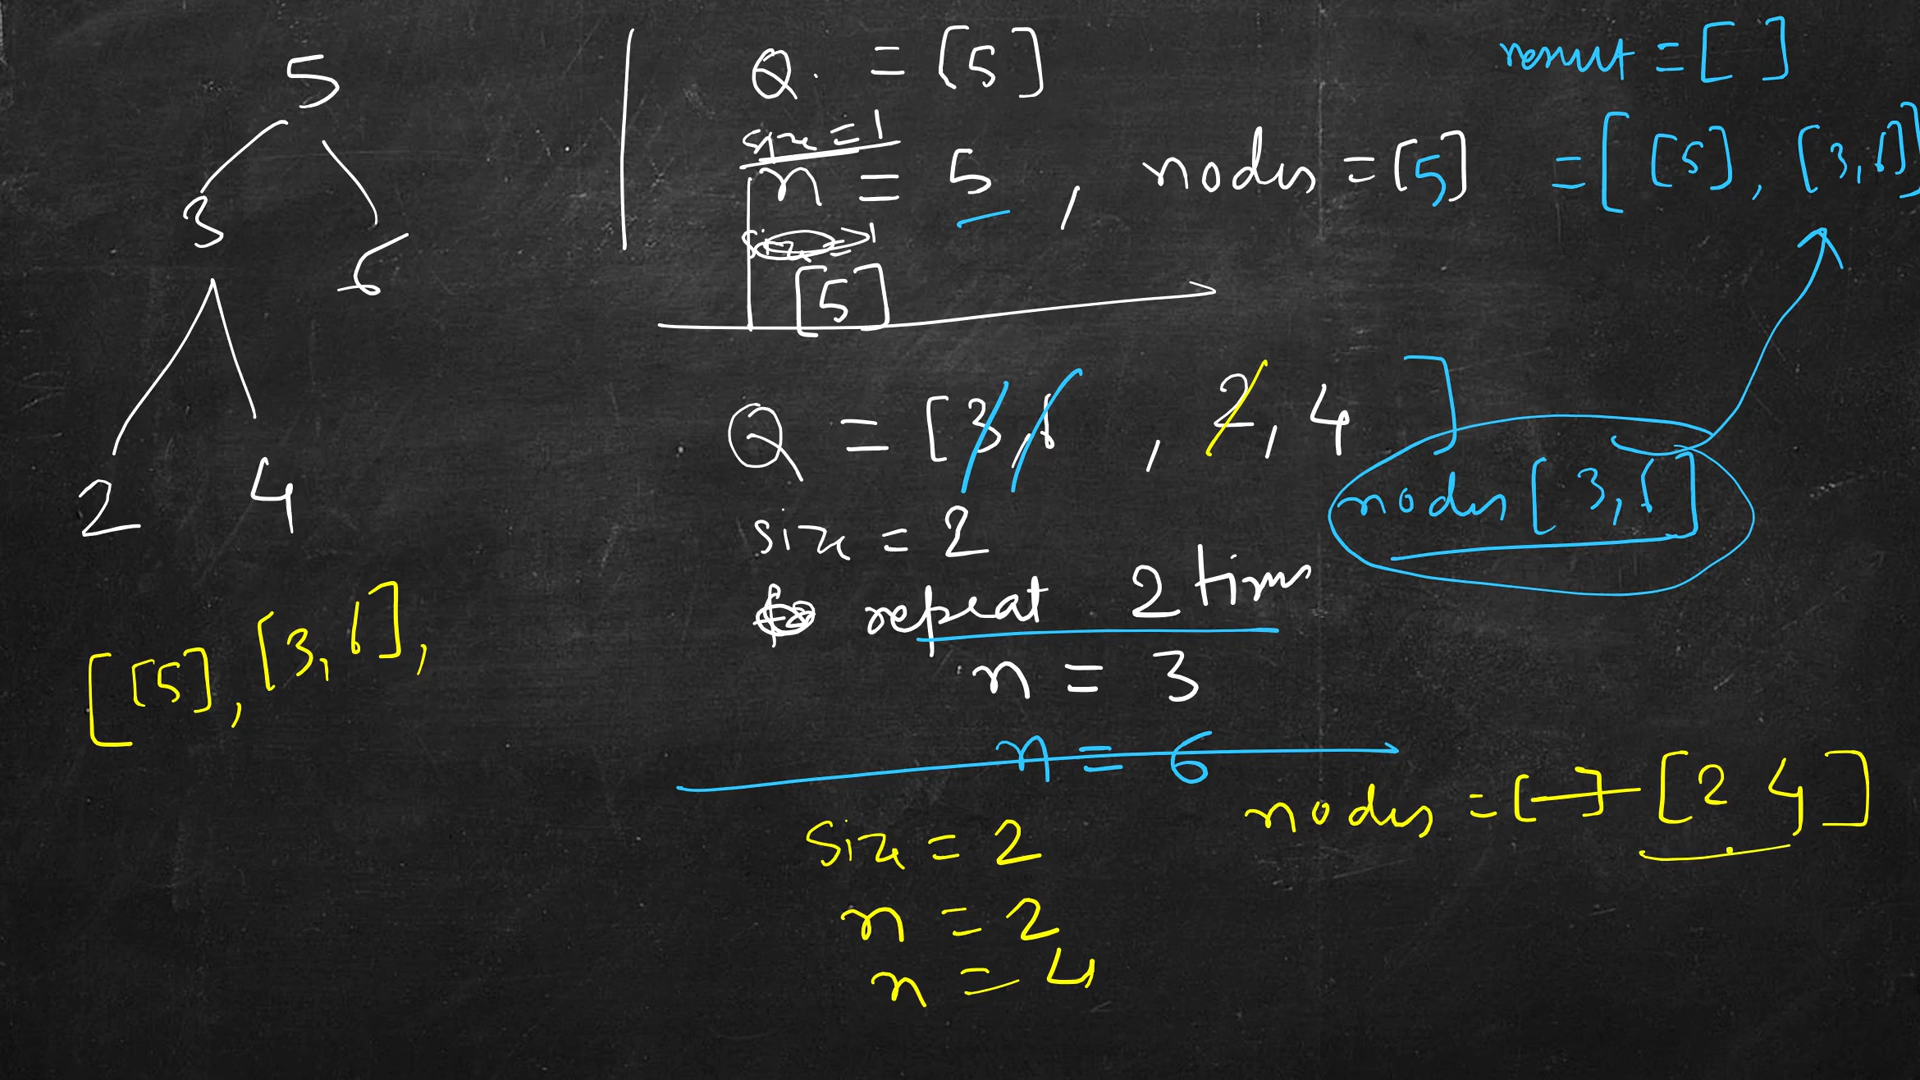 5
3
6
2 4
[[5], [3, 6],
Q = [5]
size = 1
n = 5 , nodes = [5]
size = 1
[5]
result = [ ]
= [ [5], [3, 6]]
Q = [3, 6 , 2, 4 ]
nodes [ 3, 6 ]
size = 2
repeat 2 times
n = 3
n = 6
nodes = [ ] [2 4]
size = 2
n = 2
n = 4